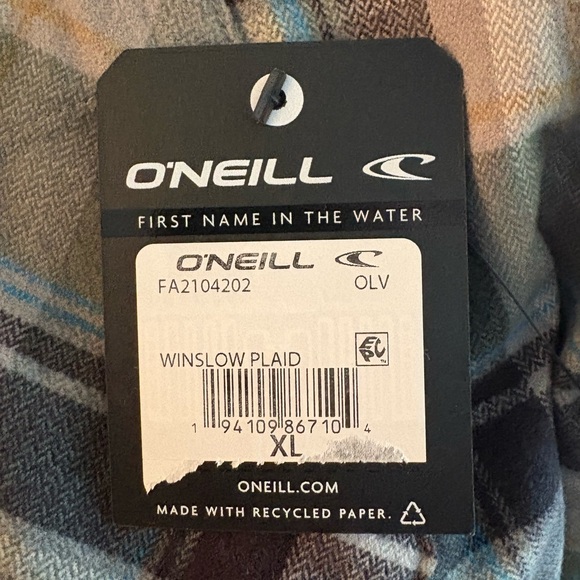 O'NEILL
FIRST NAME IN THE WATER
O'NEILL
FA2104202 OLV
WINSLOW PLAID EPC™
1 94109 86710 4
XL
ONEILL.COM
MADE WITH RECYCLED PAPER.